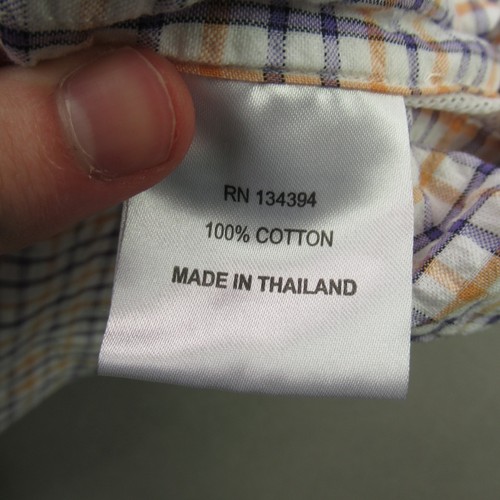 RN 134394
100% COTTON
MADE IN THAILAND